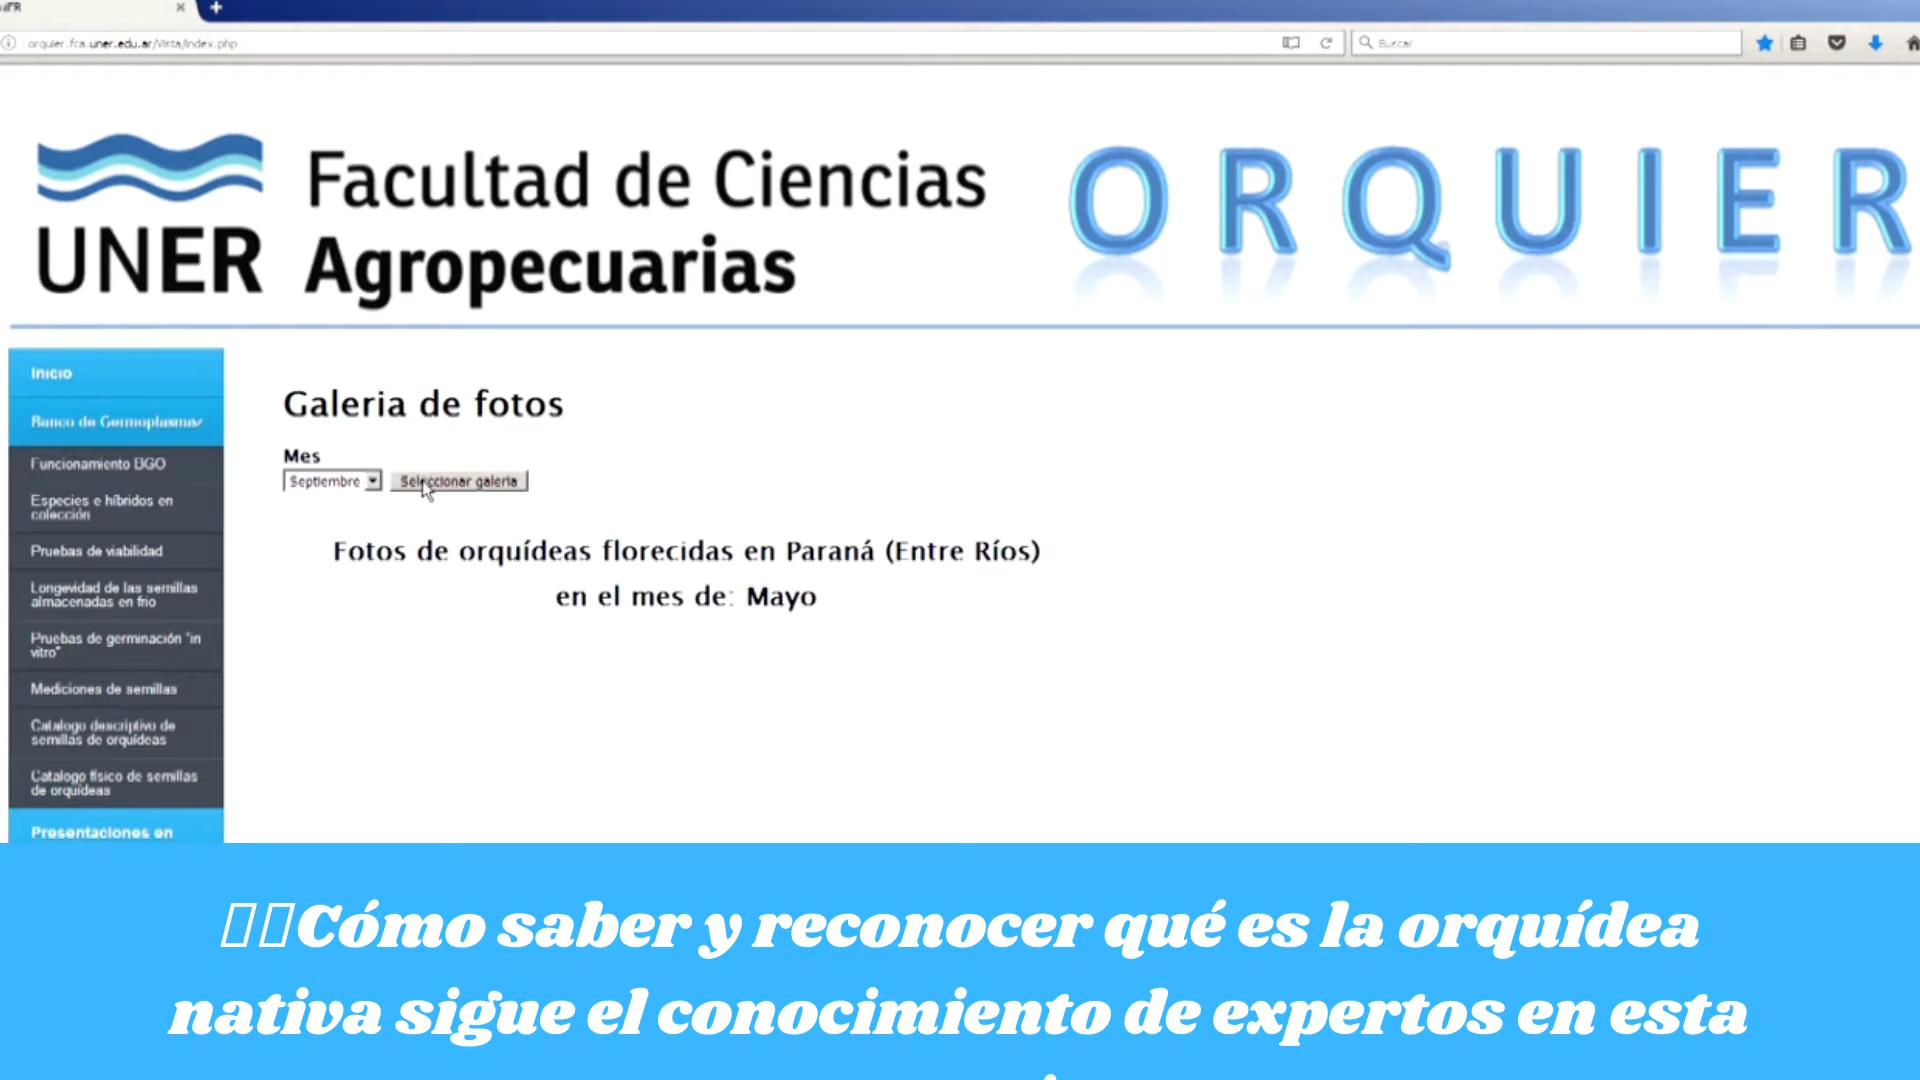 orquier.fca.uner.edu.ar/Vista/index.php
Buscar
UNER
Facultad de Ciencias
Agropecuarias
ORQUIER
Inicio
Banco de Germoplasma
Funcionamiento BGO
Especies e híbridos en
colección
Pruebas de viabilidad
Longevidad de las semillas
almacenadas en frio
Pruebas de germinación "in
vitro"
Mediciones de semillas
Catalogo descriptivo de
semillas de orquídeas
Catalogo físico de semillas
de orquídeas
Presentaciones en
Galeria de fotos
Mes
Septiembre
Seleccionar galeria
Fotos de orquídeas florecidas en Paraná (Entre Ríos)
en el mes de: Mayo
Cómo saber y reconocer qué es la orquídea
nativa sigue el conocimiento de expertos en esta